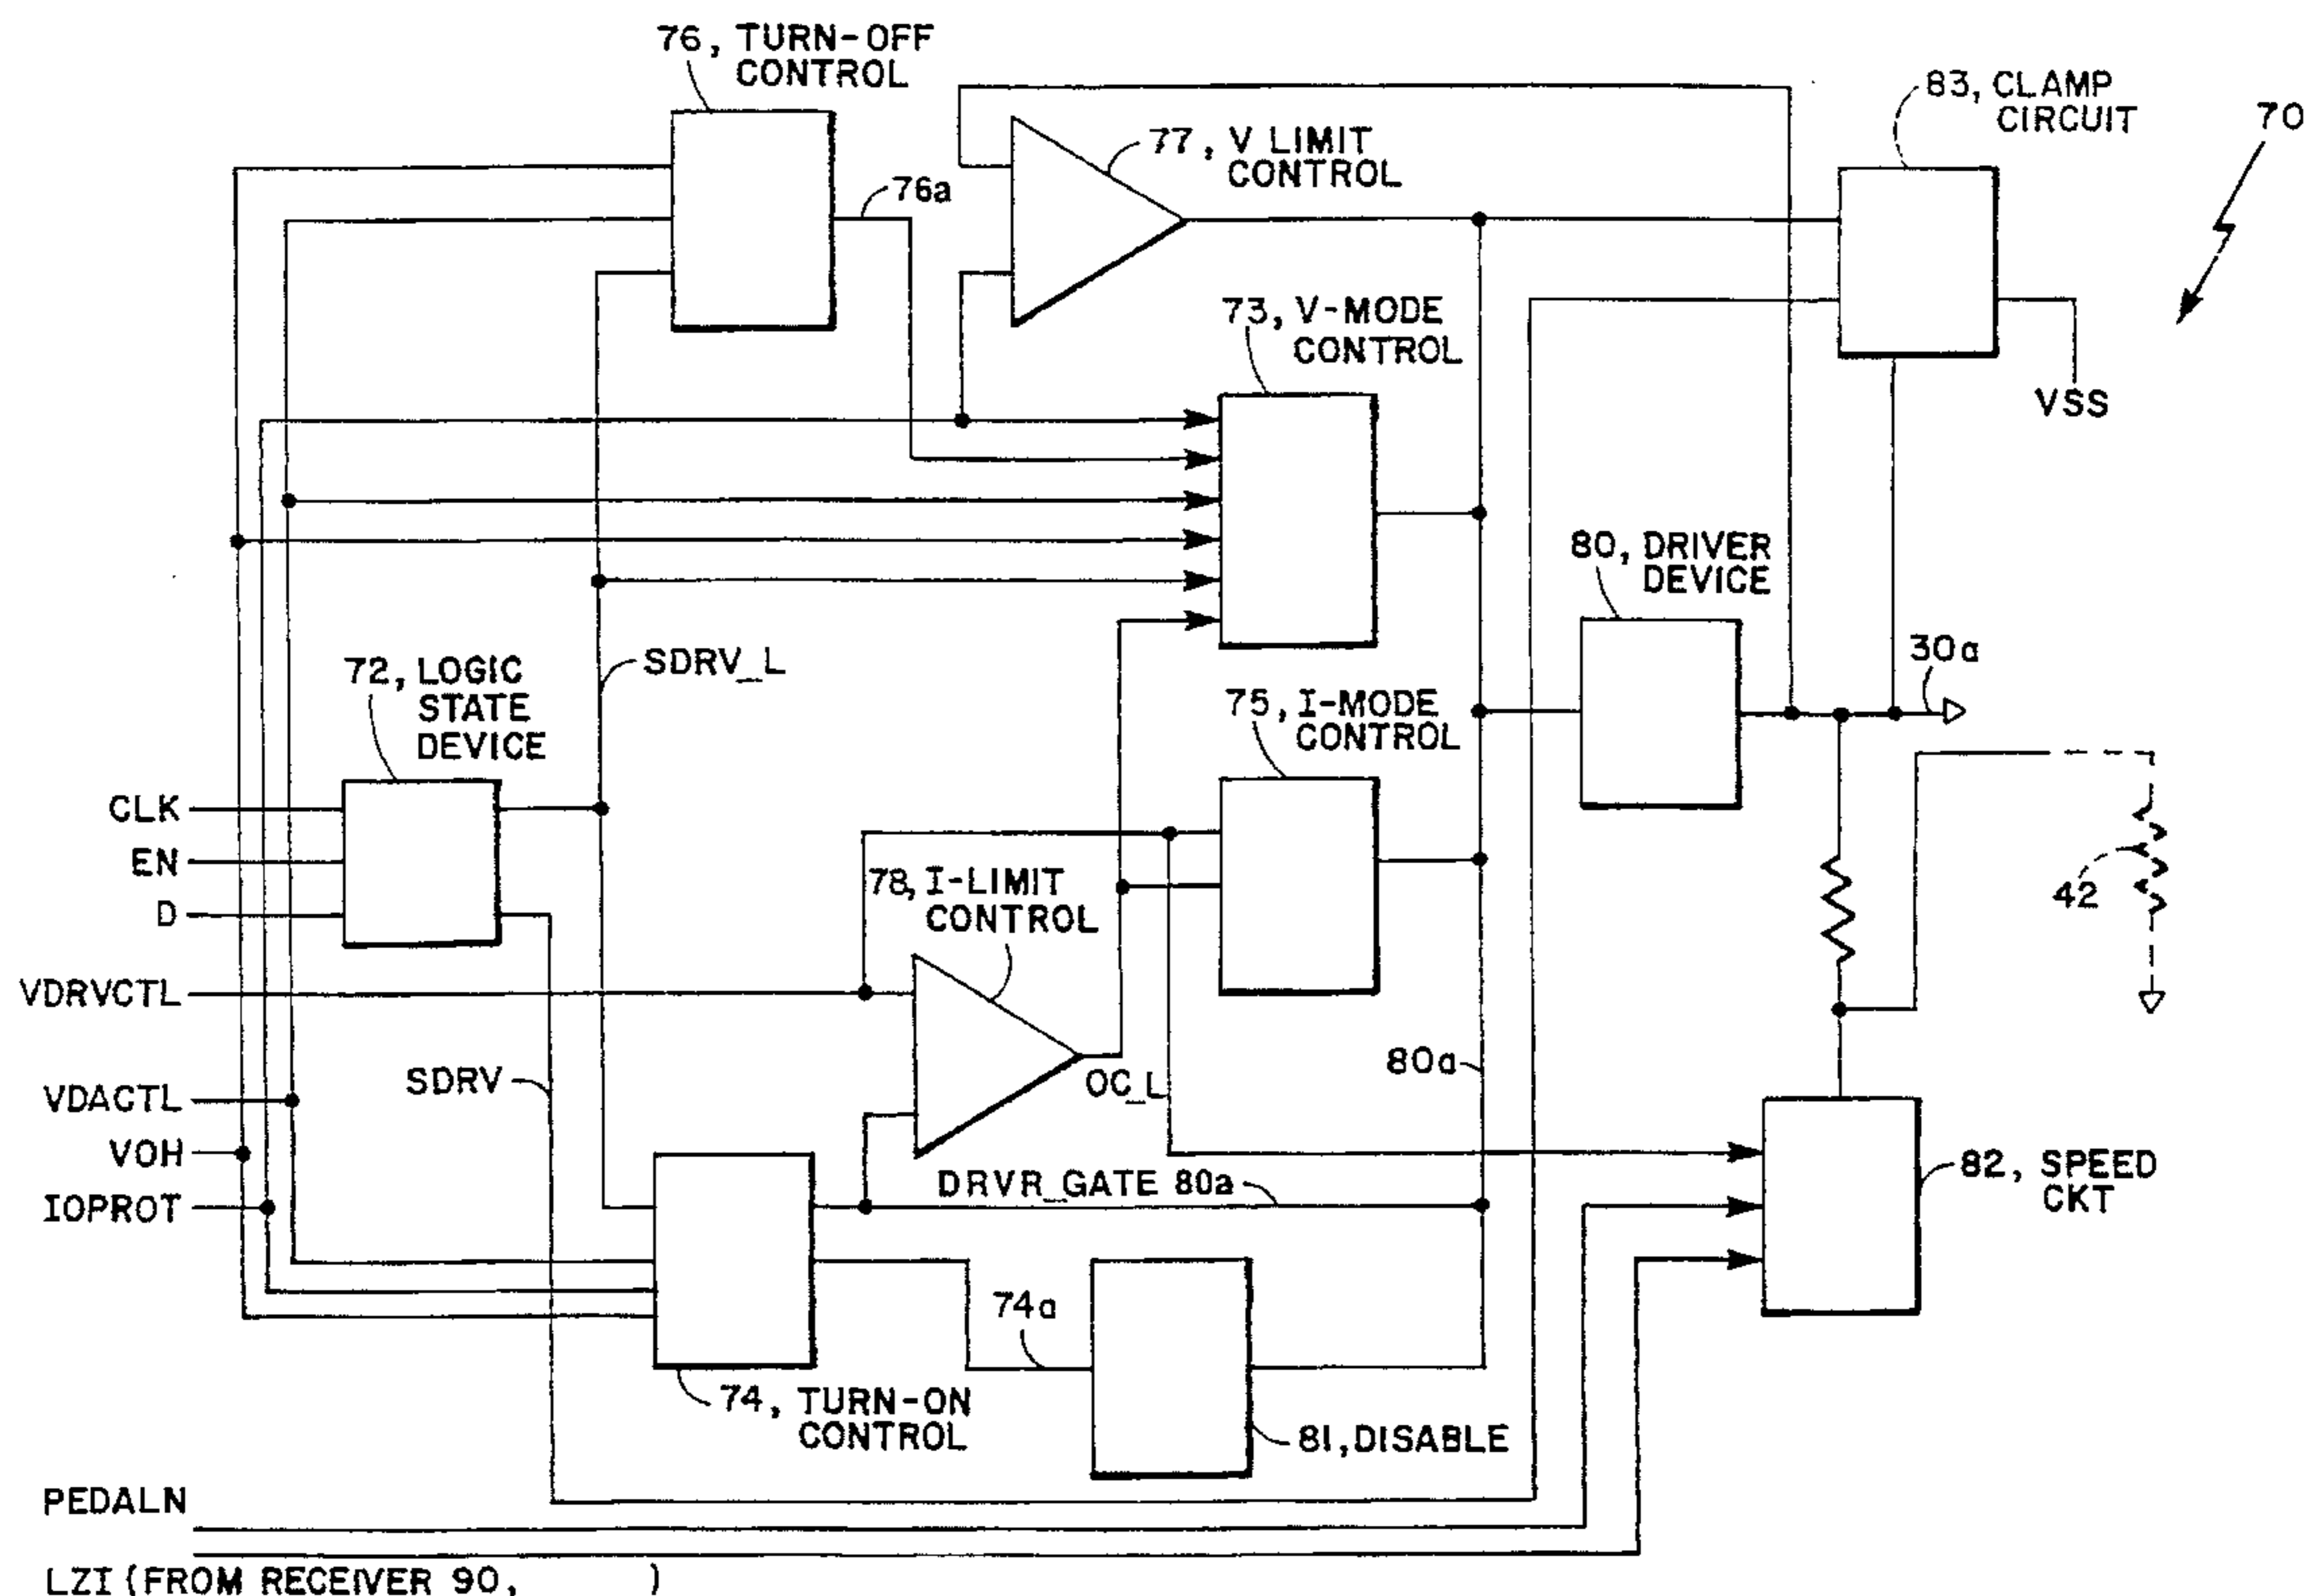 76, TURN-OFF
CONTROL
83, CLAMP
CIRCUIT
70
77, V LIMIT
CONTROL
76a
73, V-MODE
CONTROL
VSS
80, DRIVER
DEVICE
30a
SDRV_L
72, LOGIC
STATE
DEVICE
75, I-MODE
CONTROL
CLK
EN
D
78, I-LIMIT
CONTROL
42
VDRVCTL
80a
OC_L
SDRV
VDACTL
VOH
IOPROT
DRVR_GATE 80a
82, SPEED
CKT
74a
74, TURN-ON
CONTROL
81, DISABLE
PEDALN
LZI (FROM RECEIVER 90, )